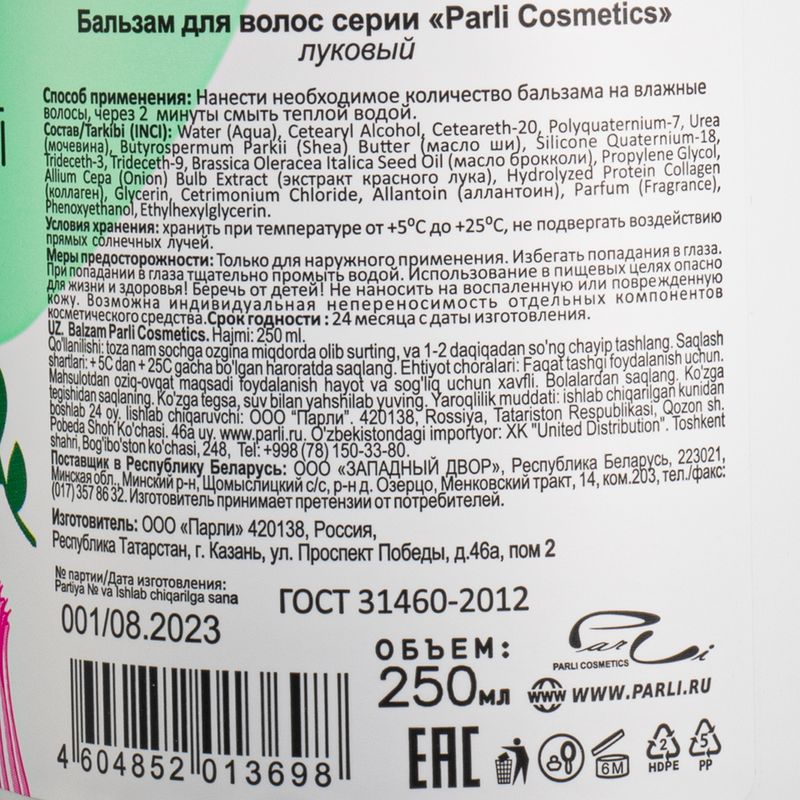 Бальзам для волос серии «Parli Cosmetics»
луковый
Способ применения: Нанести необходимое количество бальзама на влажные
волосы, через 2 минуты смыть теплой водой.
Состав/Tarkibi (INCI): Water (Aqua), Cetearyl Alcohol, Ceteareth-20, Polyquaternium-7, Urea
(мочевина), Butyrospermum Parkii (Shea) Butter (масло ши), Silicone Quaternium-18,
Trideceth-3, Trideceth-9, Brassica Oleracea Italica Seed Oil (масло брокколи), Propylene Glycol,
Allium Cepa (Onion) Bulb Extract (экстракт красного лука), Hydrolyzed Protein Collagen
(коллаген), Glycerin, Cetrimonium Chloride, Allantoin (аллантоин), Parfum (Fragrance),
Phenoxyethanol, Ethylhexylglycerin.
Условия хранения: хранить при температуре от +5°С до +25°С, не подвергать воздействию
прямых солнечных лучей.
Меры предосторожности: Только для наружного применения. Избегать попадания в глаза.
При попадании в глаза тщательно промыть водой. Использование в пищевых целях опасно
для жизни и здоровья! Беречь от детей! Не наносить на воспаленную или поврежденную
кожу. Возможна индивидуальная непереносимость отдельных компонентов
косметического средства.Срок годности : 24 месяца с даты изготовления.
UZ. Balzam Parli Cosmetics. Hajmi: 250 ml.
Qo'llanilishi: toza nam sochga ozgina miqdorda olib surting, va 1-2 daqiqadan so'ng chayip tashlang. Saqlash
shartlari: + 5C dan + 25C gacha bo'lgan haroratda saqlang. Ehtiyot choralari: Faqat tashqi foydalanish uchun.
Mahsulotdan oziq-ovqat maqsadi foydalanish hayot va sog'liq uchun xavfli. Bolalardan saqlang. Ko'zga
tegishidan saqlaning. Ko'zga tegsa, süv bilan yahshilab yuving. Yaroqlilik muddati: ishlab chiqarilgan kunidan
boshlab 24 oy. Iishlab chiqaruvchi: ООО "Парли". 420138, Rossiya, Tatariston Respublikasi, Qozon sh.
Pobeda Shoh Ko'chasi. 46a uy. www.parli.ru. O'zbekistondagi importyor: ХК "United Distribution". Toshkent
shahri, Bog'ibo'ston ko'chasi, 248, Tel: +998 (78) 150-33-80.
Поставщик в Республику Беларусь: ООО «ЗАПАДНЫЙ ДВОР», Республика Беларусь, 223021,
Минская обл., Минский р-н, Щомыслицкий с/с, р-н д. Озерцо, Менковский тракт, 14, ком.203, тел./факс:
(017) 357 86 32. Изготовитель принимает претензии от потребителей.
Изготовитель: ООО «Парли» 420138, Россия,
Республика Татарстан, г. Казань, ул. Проспект Победы, д.46а, пом 2
№ партии/Дата изготовления:
Partiya № va Ishlab chiqarilga sana
001/08.2023
ГОСТ 31460-2012
ОБЪЕМ:
250мл
ParLi
PARLI COSMETICS
www WWW.PARLI.RU
4 604852 013698
EAC
6M
2
HDPE
5
PP